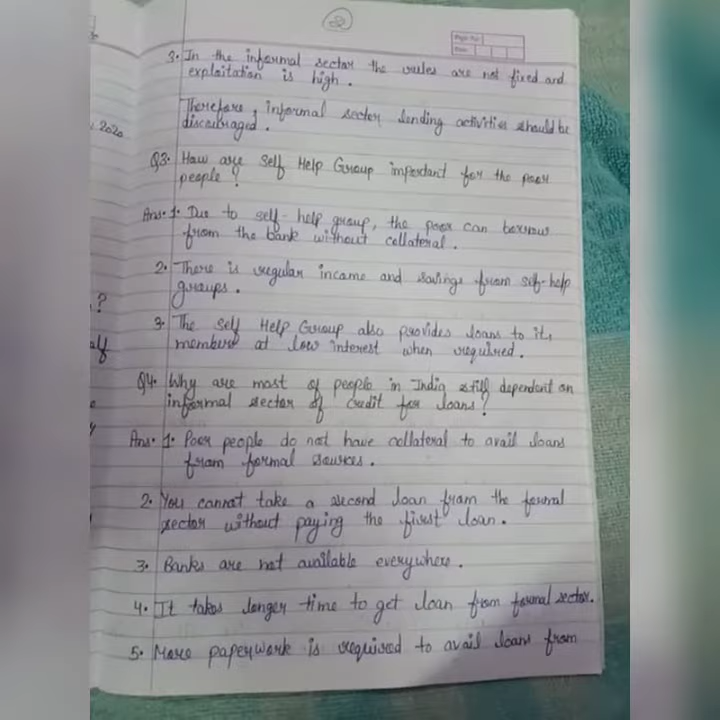 2
Page No.
Date
3. In the informal sector the rules are not fixed and
exploitation is high.
Therefore, informal sector lending activities should be
discouraged.
2020
Q3. How are Self Help Group important for the poor
people?
Ans. 1. Due to self-help group, the poor can borrow
from the bank without collateral.
2. There is regular income and savings from self-help
groups.
?
3. The Self Help Group also provides loans to its
members at low interest when required.
Q4. Why are most of people in India still dependent on
informal sector of credit for loans?
Ans. 1. Poor people do not have collateral to avail loans
from formal sources.
2. You cannot take a second loan from the formal
sector without paying the first loan.
3. Banks are not available everywhere.
4. It takes longer time to get loan from formal sector.
5. More paperwork is required to avail loans from